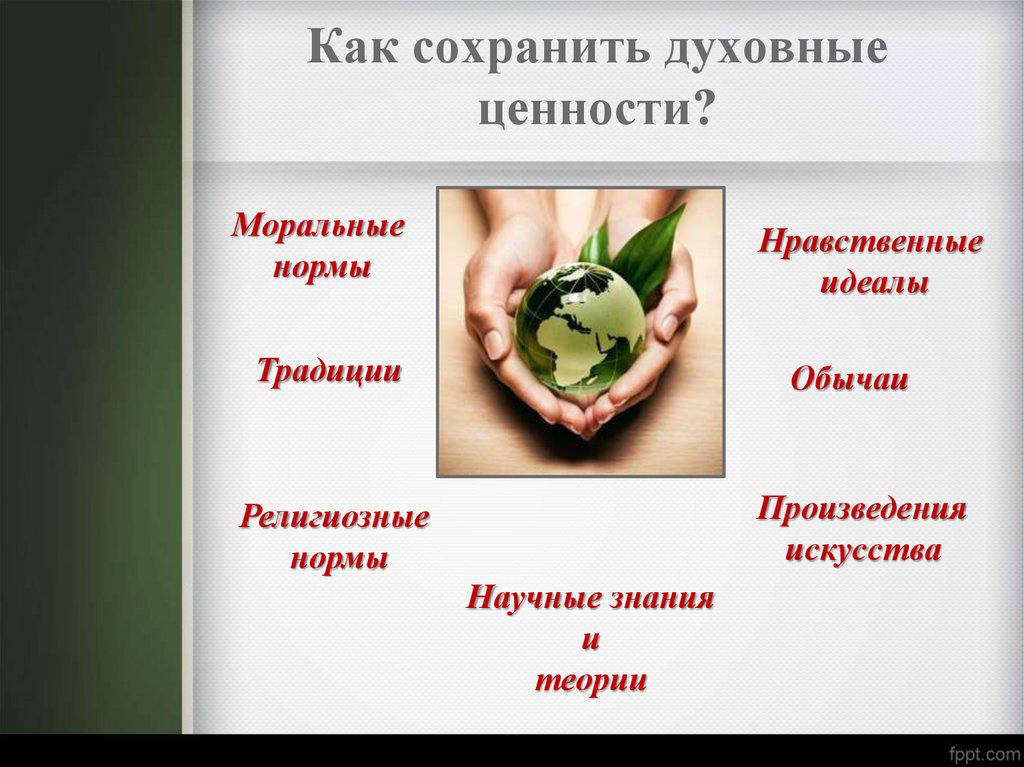 Как сохранить духовные
ценности?
Моральные
нормы
Нравственные
идеалы
Традиции
Обычаи
Религиозные
нормы
Произведения
искусства
Научные знания
и
теории
fppt.com